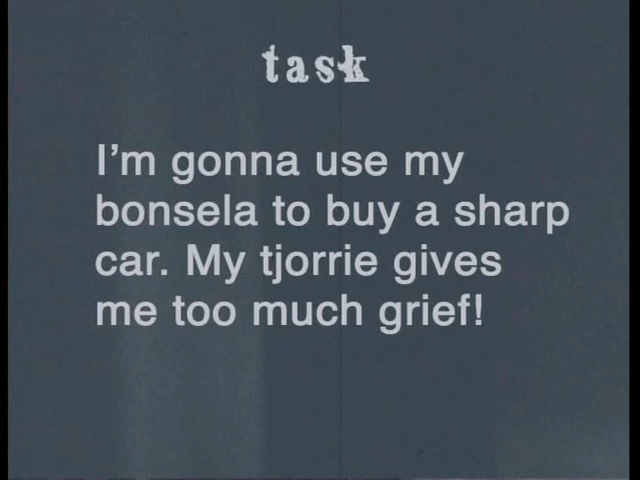 task
I'm gonna use my
bonsela to buy a sharp
car. My tjorrie gives
me too much grief!